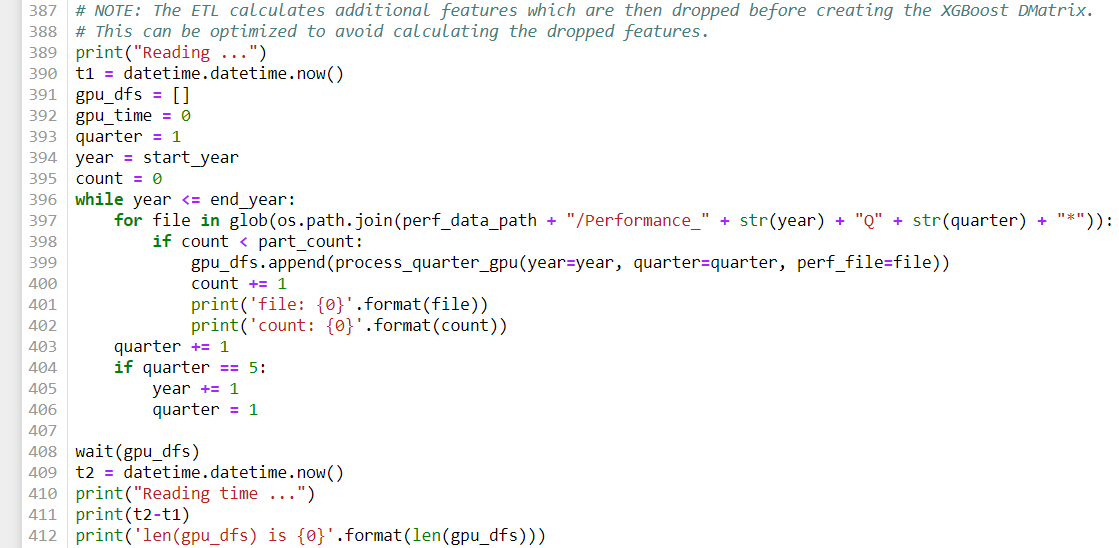 387 # NOTE: The ETL calculates additional features which are then dropped before creating the XGBoost DMatrix.
388 # This can be optimized to avoid calculating the dropped features.
389 print("Reading ...")
390 t1 = datetime.datetime.now()
391 gpu_dfs = []
392 gpu_time = 0
393 quarter = 1
394 year = start_year
395 count = 0
396 while year <= end_year:
397     for file in glob(os.path.join(perf_data_path + "/Performance_" + str(year) + "Q" + str(quarter) + "*")):
398         if count < part_count:
399             gpu_dfs.append(process_quarter_gpu(year=year, quarter=quarter, perf_file=file))
400             count += 1
401             print('file: {0}'.format(file))
402             print('count: {0}'.format(count))
403     quarter += 1
404     if quarter == 5:
405         year += 1
406         quarter = 1
407
408 wait(gpu_dfs)
409 t2 = datetime.datetime.now()
410 print("Reading time ...")
411 print(t2-t1)
412 print('len(gpu_dfs) is {0}'.format(len(gpu_dfs)))